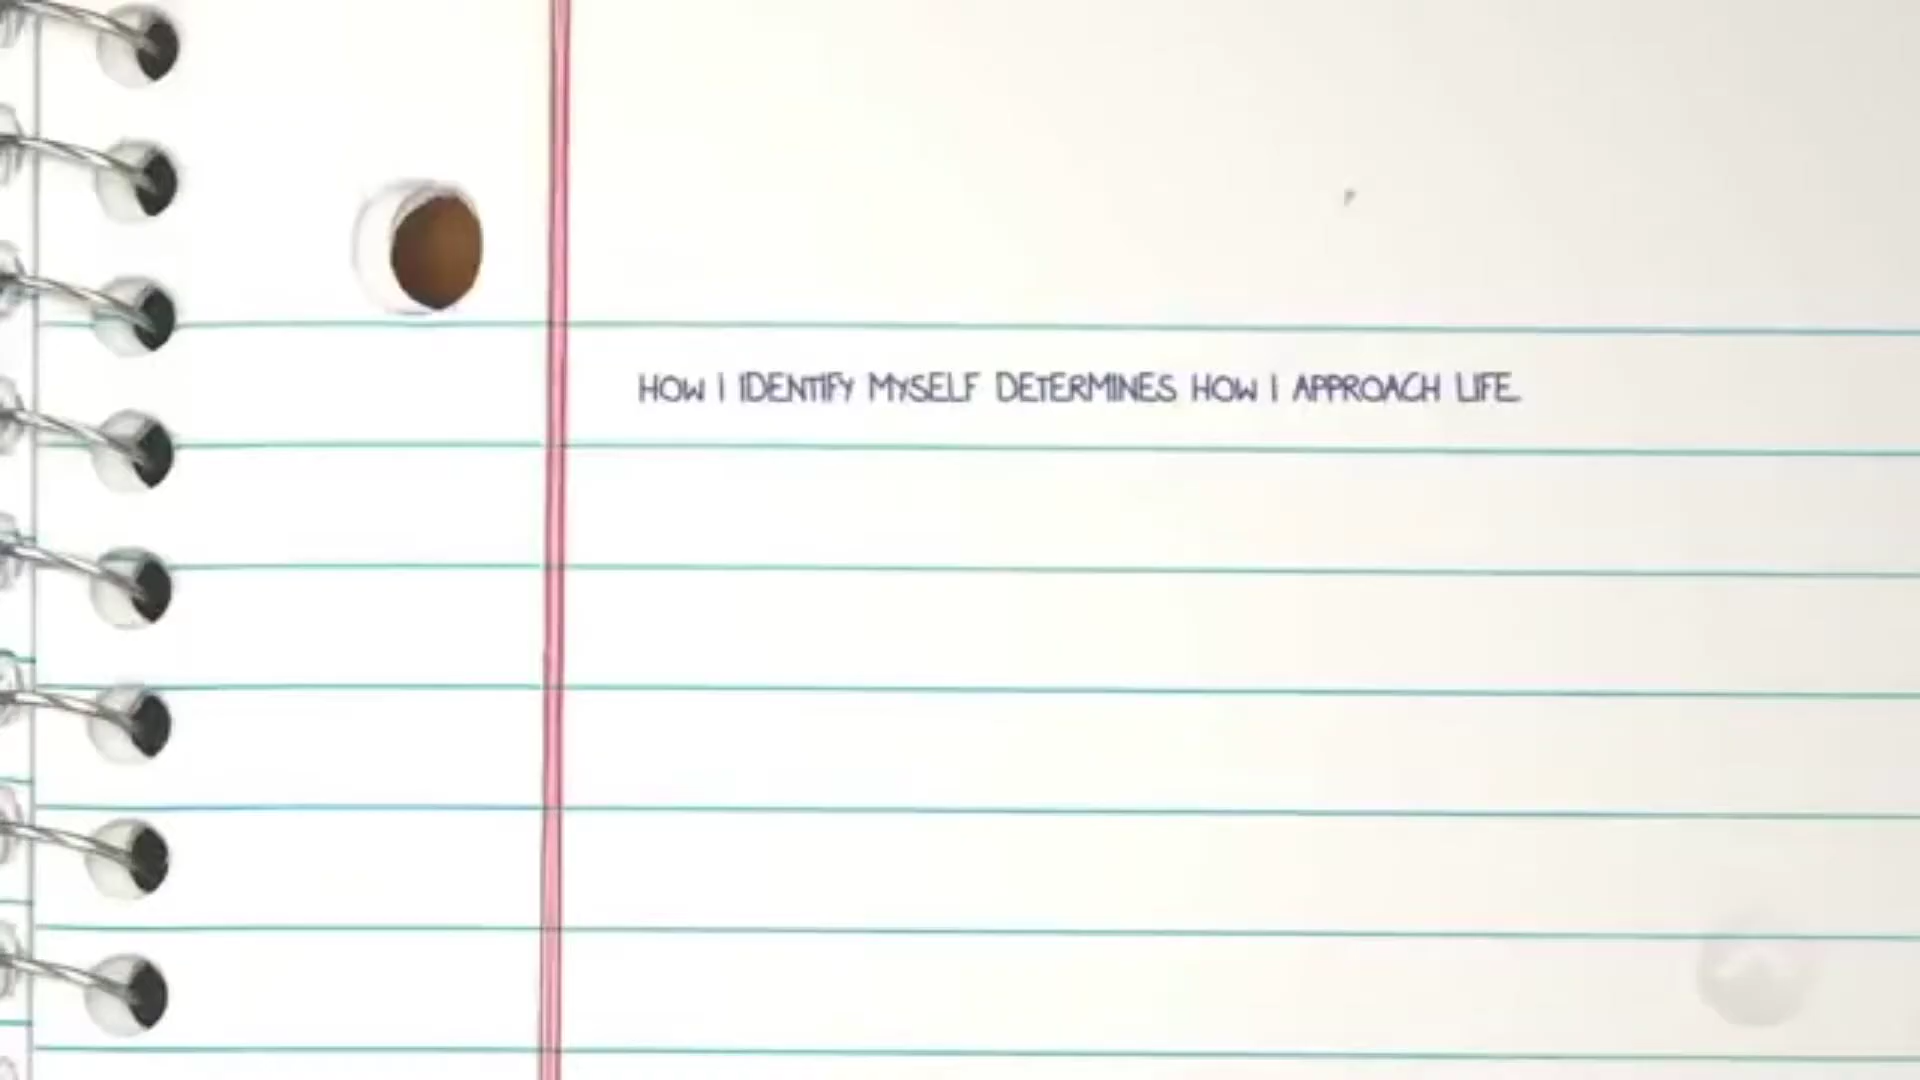 HOW I IDENTIFY MYSELF DETERMINES HOW I APPROACH LIFE.